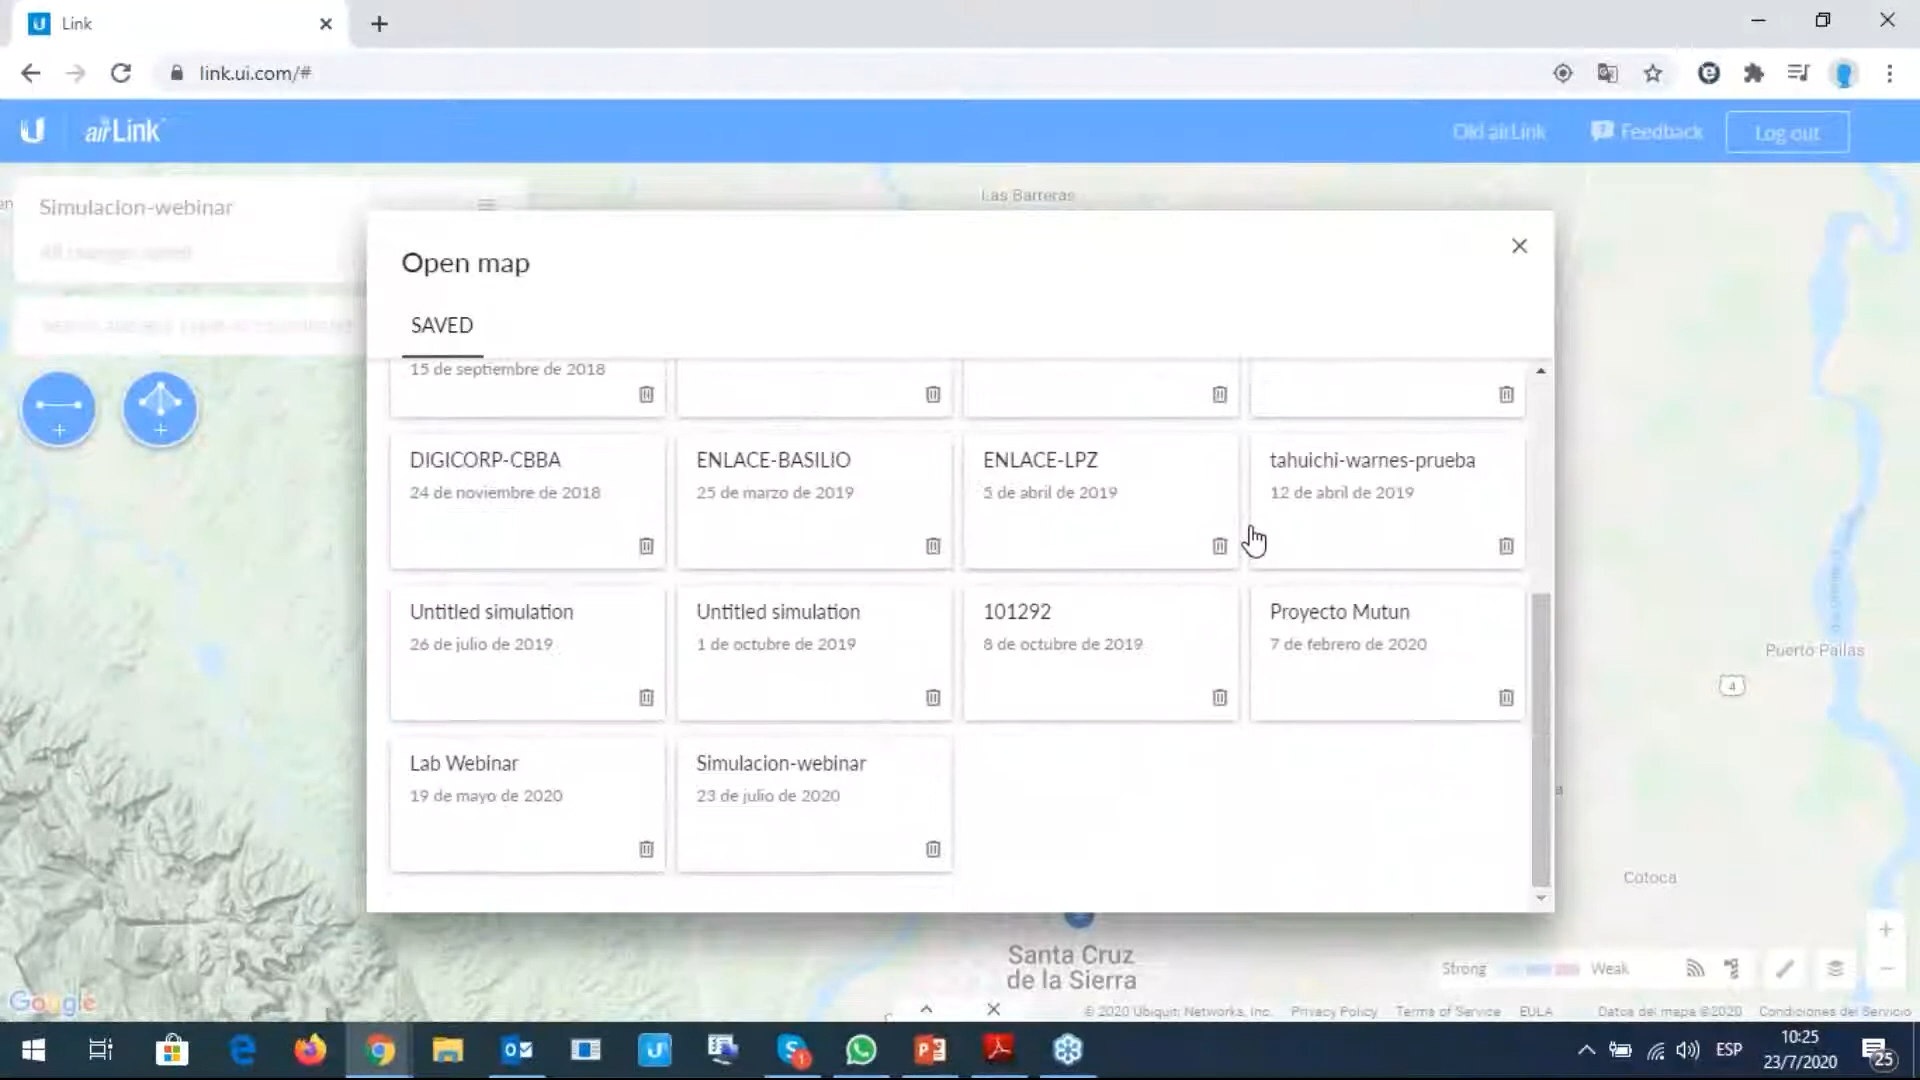 Link
link.ui.com/#
airLink
Old airLink
Feedback
Log out
Simulacion-webinar
All changes saved
Las Barreras
Open map
SAVED
15 de septiembre de 2018
DIGICORP-CBBA
24 de noviembre de 2018
ENLACE-BASILIO
25 de marzo de 2019
ENLACE-LPZ
5 de abril de 2019
tahuichi-warnes-prueba
12 de abril de 2019
Untitled simulation
26 de julio de 2019
Untitled simulation
1 de octubre de 2019
101292
8 de octubre de 2019
Proyecto Mutun
7 de febrero de 2020
Lab Webinar
19 de mayo de 2020
Simulacion-webinar
23 de julio de 2020
Puerto Pailas
4
Cotoca
Santa Cruz
de la Sierra
Strong
Weak
Google
© 2020 Ubiquiti Networks, Inc.
Privacy Policy
Terms of Service
EULA
Datos del mapa ©2020
Condiciones del Servicio
ESP
10:25
23/7/2020
25